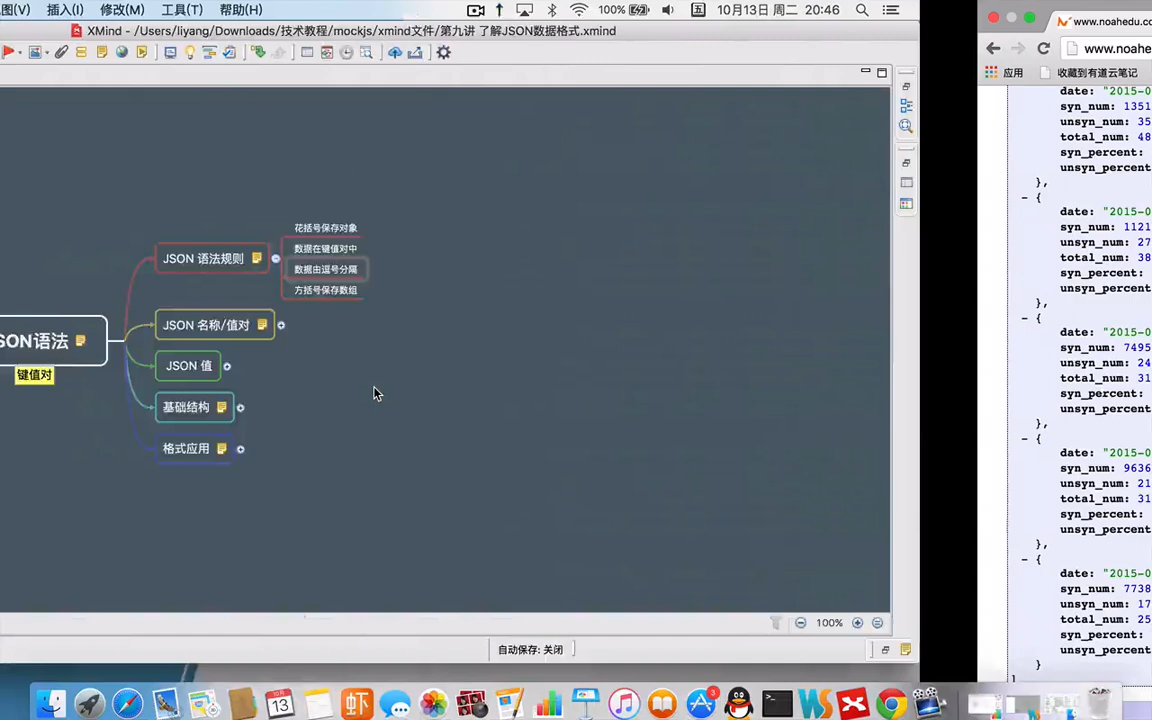 图(V) 插入(I) 修改(M) 工具(T) 帮助(H) 100% 五 10月13日 周二 20:46
XMind - /Users/liyang/Downloads/技术教程/mockjs/xmind文件/第九讲 了解JSON数据格式.xmind
花括号保存对象
JSON 语法规则
数据在键值对中
数据由逗号分隔
方括号保存数组
JSON 名称/值对
SON语法
键值对
JSON 值
基础结构
格式应用
100%
自动保存: 关闭
10月
13
虾
3
WS
www.noahedu.c
www.noahe
应用 收藏到有道云笔记
date: "2015-0
syn_num: 1351
unsyn_num: 35
total_num: 48
syn_percent:
unsyn_percent
},
- {
date: "2015-0
syn_num: 1121
unsyn_num: 27
total_num: 38
syn_percent:
unsyn_percent
},
- {
date: "2015-0
syn_num: 7495
unsyn_num: 24
total_num: 31
syn_percent:
unsyn_percent
},
- {
date: "2015-0
syn_num: 9636
unsyn_num: 21
total_num: 31
syn_percent:
unsyn_percent
},
- {
date: "2015-0
syn_num: 7738
unsyn_num: 17
total_num: 25
syn_percent:
unsyn_percent
}
]